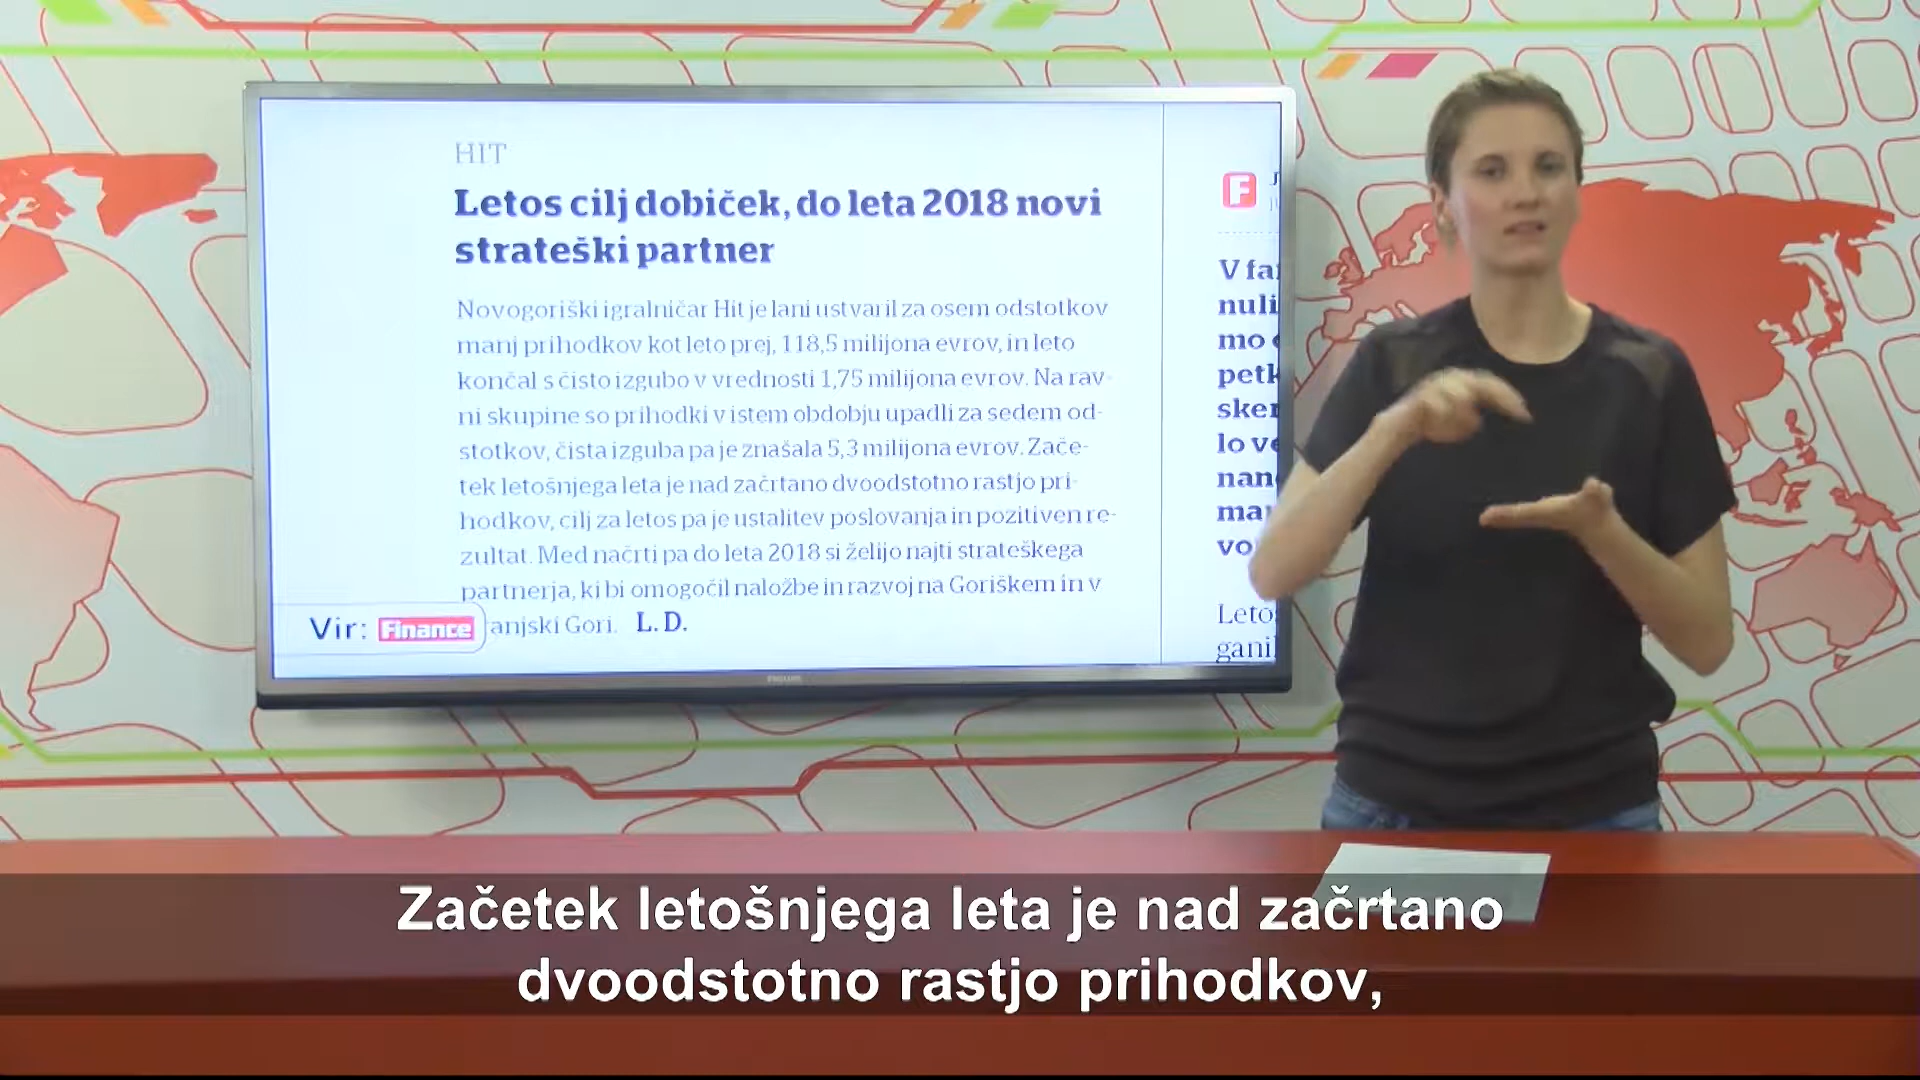 HIT
Letos cilj dobiček, do leta 2018 novi
strateški partner
Novogoriški igralničar Hit je lani ustvaril za osem odstotkov
manj prihodkov kot leto prej, 118,5 milijona evrov, in leto
končal s čisto izgubo v vrednosti 1,75 milijona evrov. Na rav-
ni skupine so prihodki v istem obdobju upadli za sedem od-
stotkov, čista izguba pa je znašala 5,3 milijona evrov. Zače-
tek letošnjega leta je nad začrtano dvoodstotno rastjo pri-
hodkov, cilj za letos pa je ustalitev poslovanja in pozitiven re-
zultat. Med načrti pa do leta 2018 si želijo najti strateškega
partnerja, ki bi omogočil naložbe in razvoj na Goriškem in v
anjski Gori. L. D.
Vir: Finance
F
V fa
nuli
mo
petk
sker
lo ve
nan
ma
vo
Leto
gani
PHILIPS
Začetek letošnjega leta je nad začrtano
dvoodstotno rastjo prihodkov,